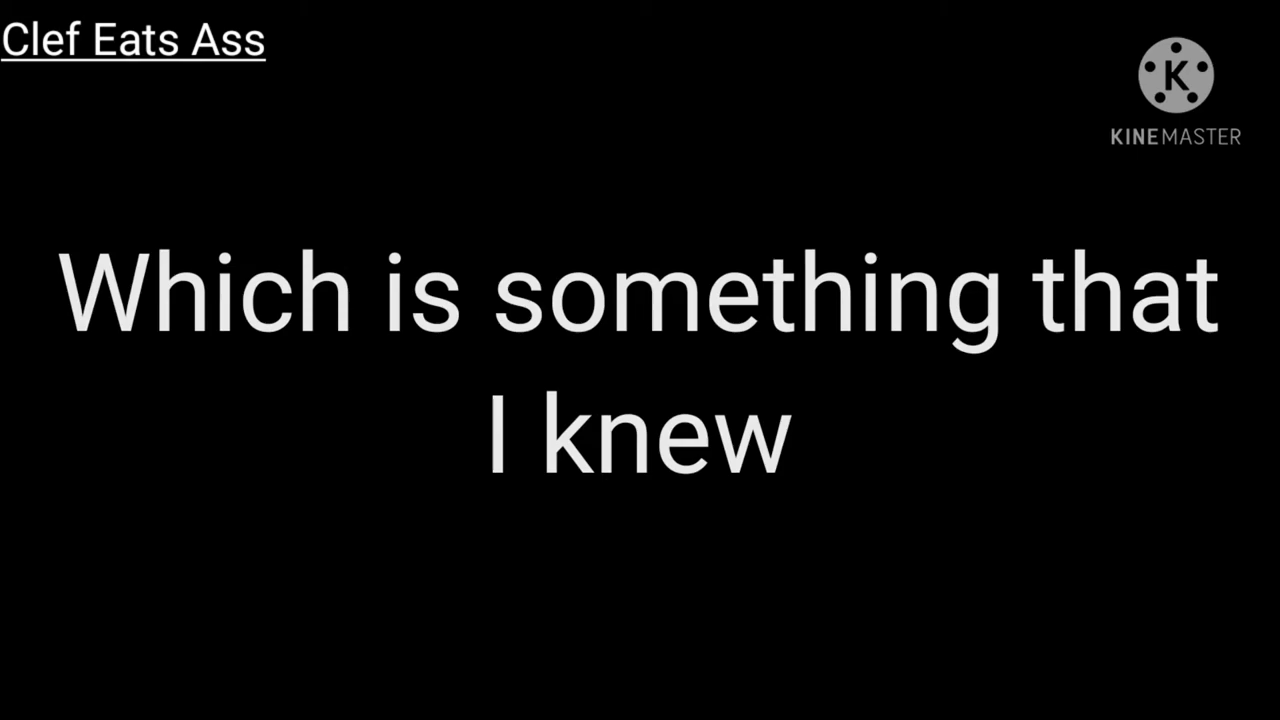 Clef Eats Ass
K
KINEMASTER
Which is something that
I knew